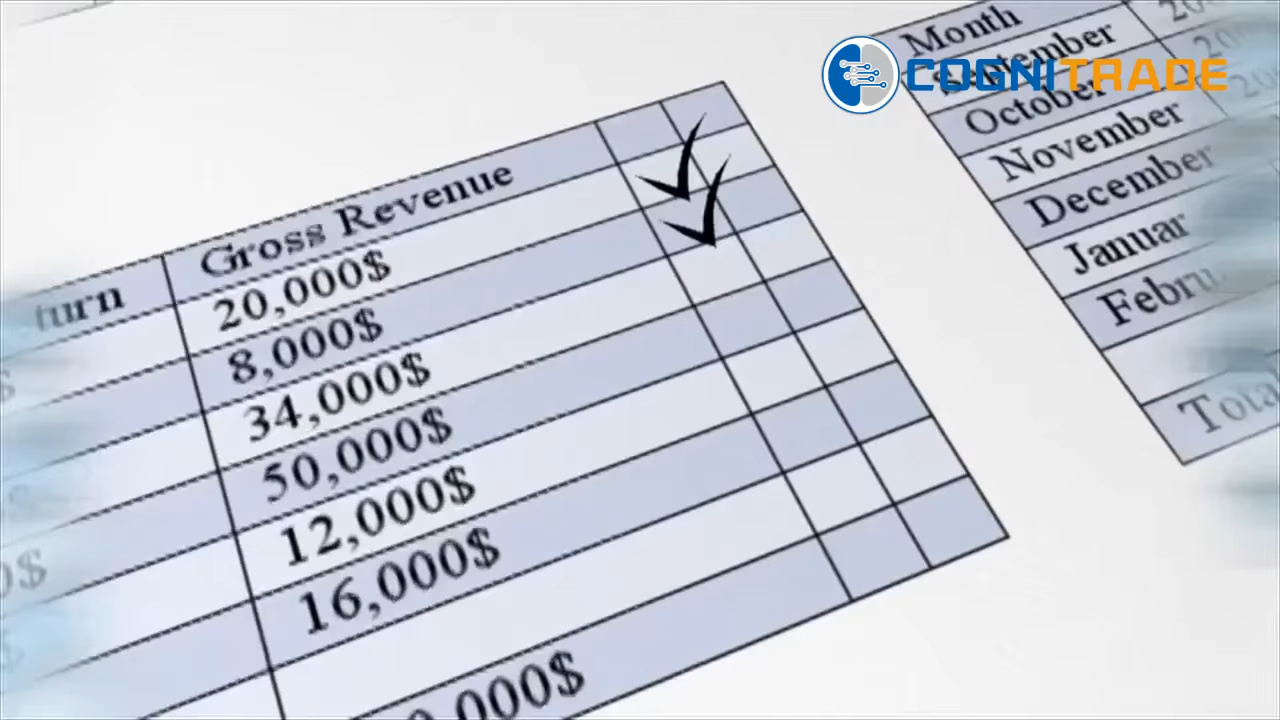 COGNITRADE
Gross Revenue
20,000$
8,000$
34,000$
50,000$
12,000$
16,000$
Month
September
October
November
December